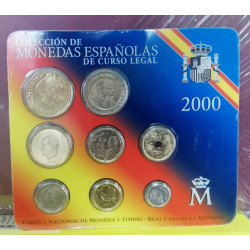 COLECCIÓN DE
MONEDAS ESPAÑOLAS
DE CURSO LEGAL
2000
M
FÁBRICA NACIONAL DE MONEDA Y TIMBRE - REAL CASA DE LA MONEDA